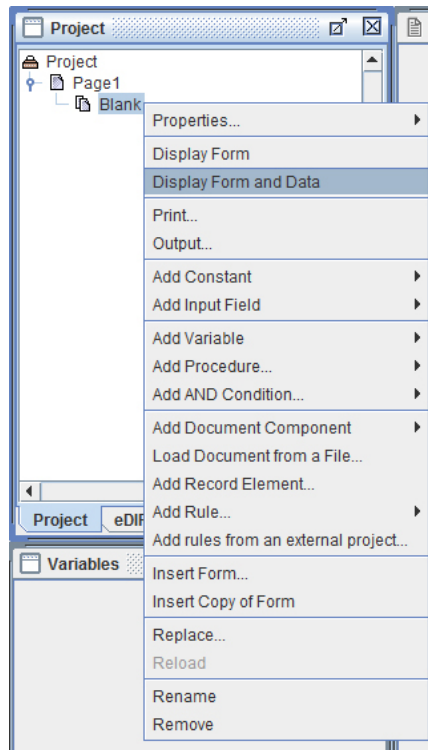 Project
Project
Page1
Blank
Properties...
Display Form
Display Form and Data
Print...
Output...
Add Constant
Add Input Field
Add Variable
Add Procedure...
Add AND Condition...
Add Document Component
Load Document from a File...
Add Record Element...
Add Rule...
Add rules from an external project...
Insert Form...
Insert Copy of Form
Replace...
Reload
Rename
Remove
Project
Variables